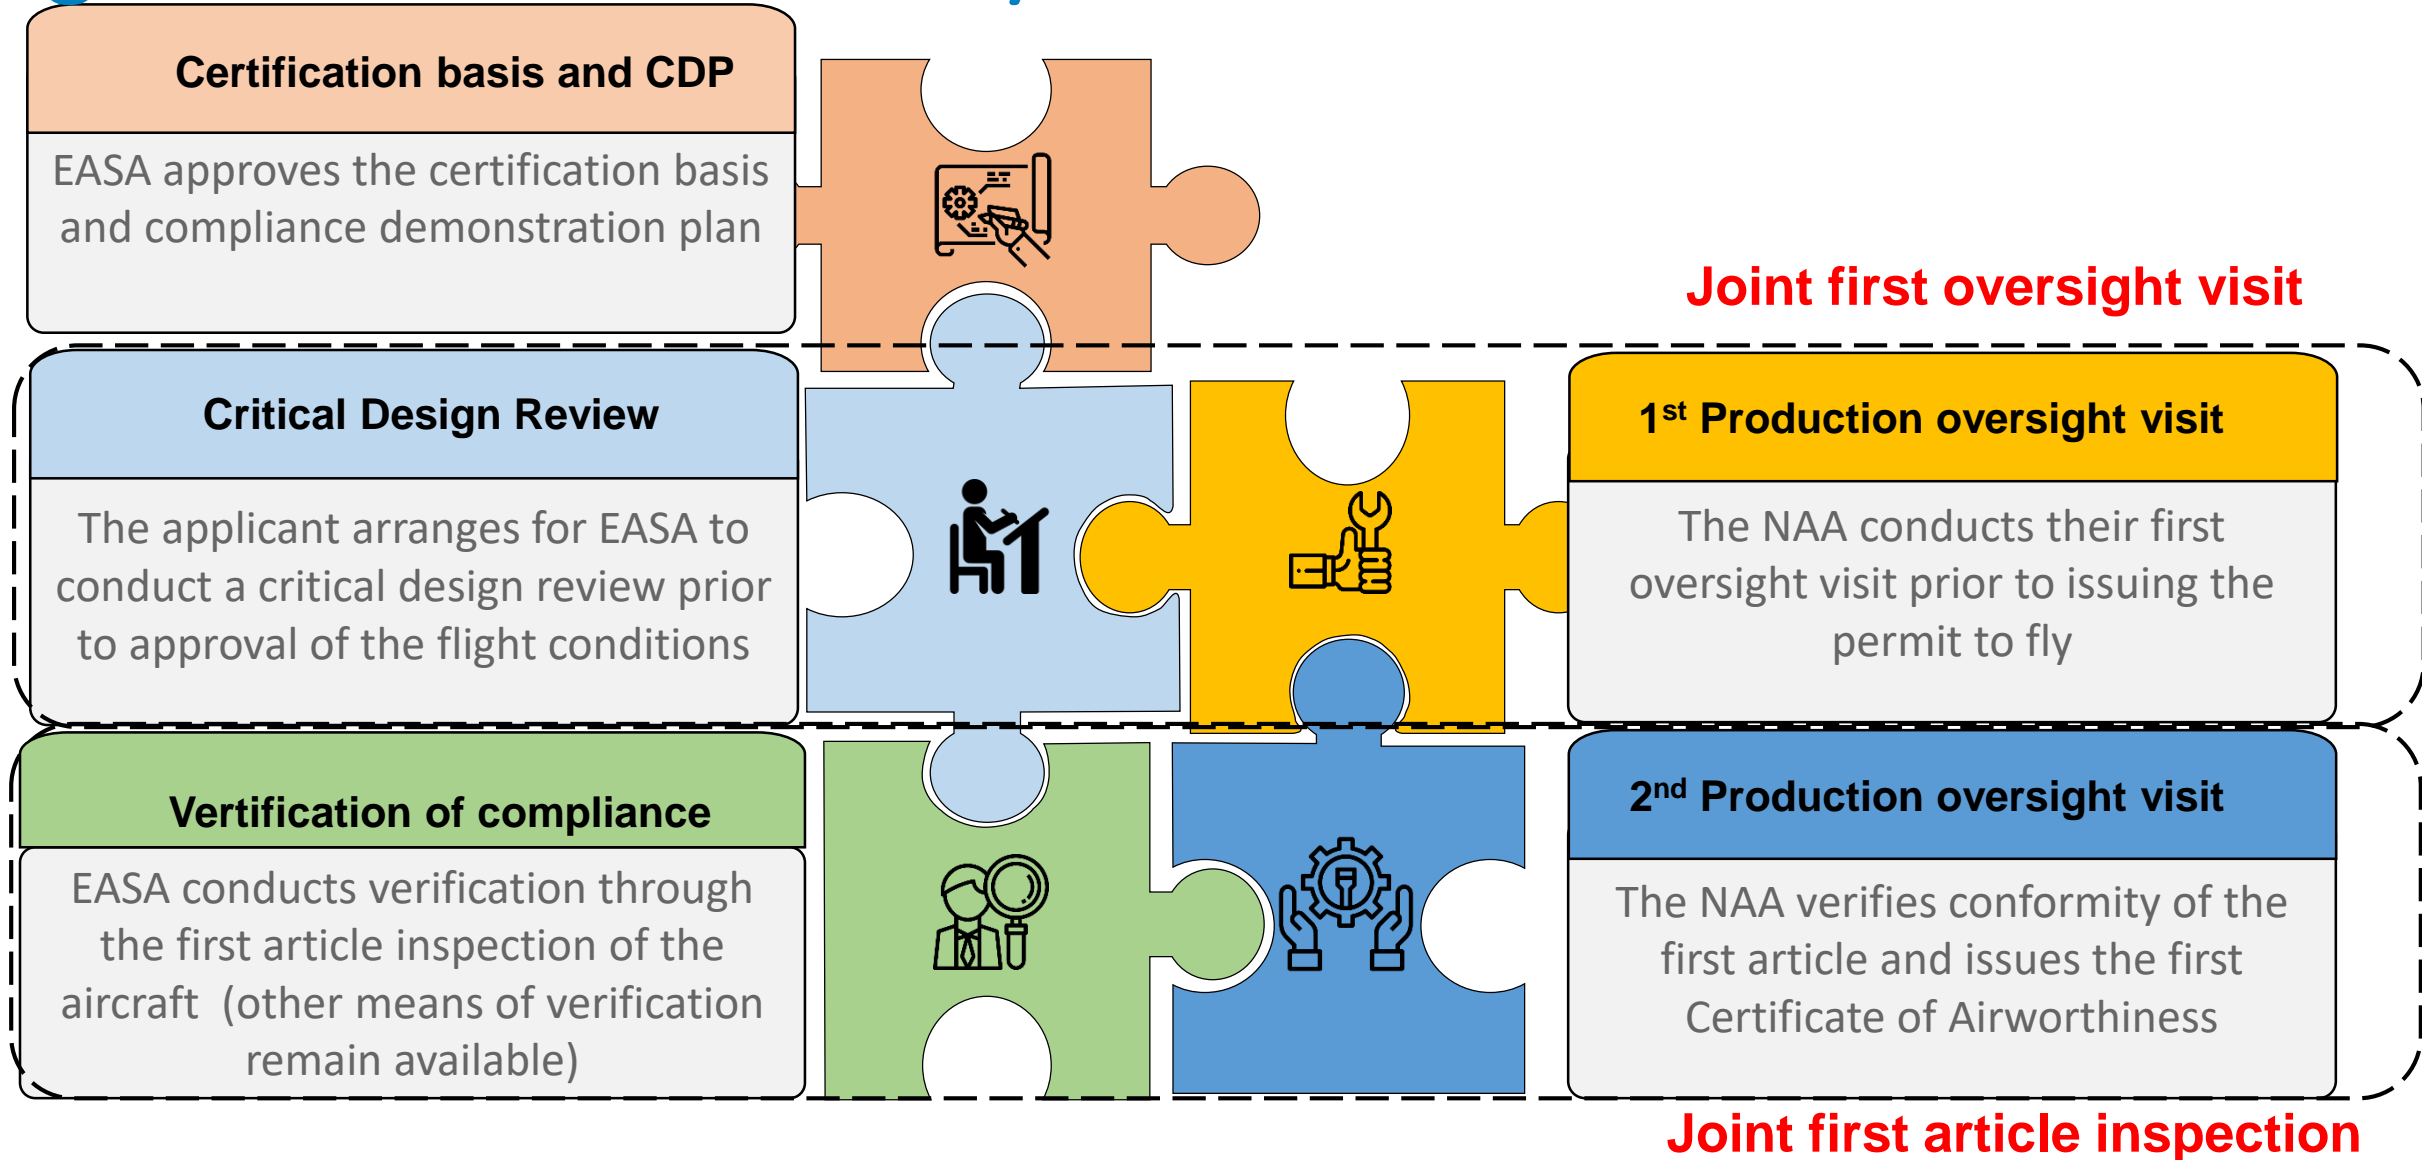 Certification basis and CDP
EASA approves the certification basis
and compliance demonstration plan
Joint first oversight visit
Critical Design Review
The applicant arranges for EASA to
conduct a critical design review prior
to approval of the flight conditions
1st Production oversight visit
The NAA conducts their first
oversight visit prior to issuing the
permit to fly
Vertification of compliance
EASA conducts verification through
the first article inspection of the
aircraft (other means of verification
remain available)
2nd Production oversight visit
The NAA verifies conformity of the
first article and issues the first
Certificate of Airworthiness
Joint first article inspection